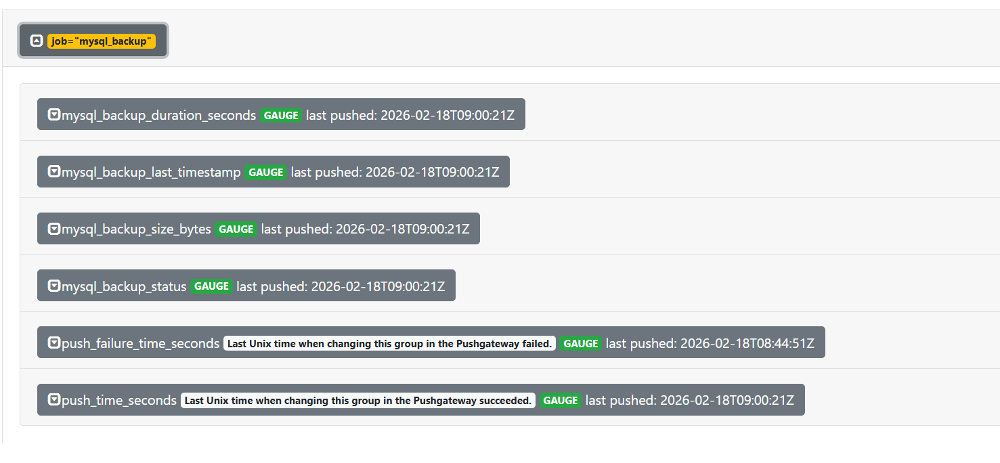 job="mysql_backup"
mysql_backup_duration_seconds GAUGE last pushed: 2026-02-18T09:00:21Z
mysql_backup_last_timestamp GAUGE last pushed: 2026-02-18T09:00:21Z
mysql_backup_size_bytes GAUGE last pushed: 2026-02-18T09:00:21Z
mysql_backup_status GAUGE last pushed: 2026-02-18T09:00:21Z
push_failure_time_seconds Last Unix time when changing this group in the Pushgateway failed. GAUGE last pushed: 2026-02-18T08:44:51Z
push_time_seconds Last Unix time when changing this group in the Pushgateway succeeded. GAUGE last pushed: 2026-02-18T09:00:21Z